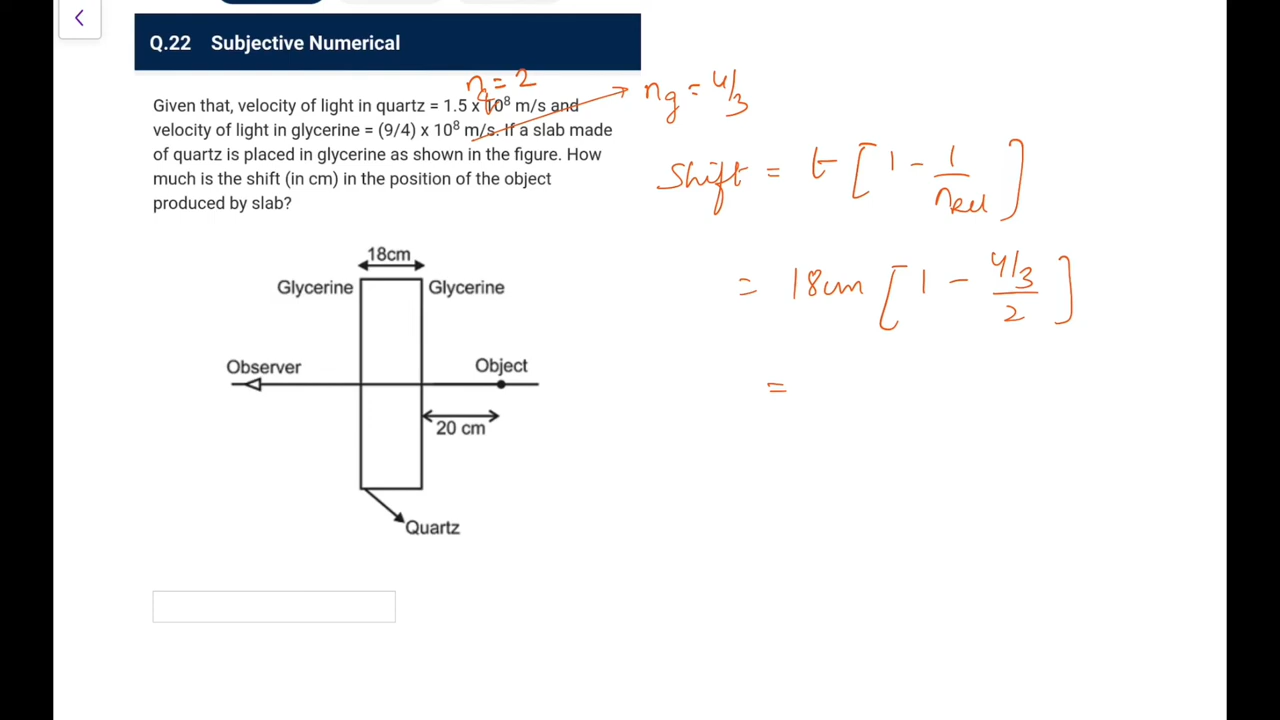 Q.22 Subjective Numerical
n_q = 2
Given that, velocity of light in quartz = 1.5 x 10⁸ m/s and
velocity of light in glycerine = (9/4) x 10⁸ m/s. If a slab made
of quartz is placed in glycerine as shown in the figure. How
much is the shift (in cm) in the position of the object
produced by slab?
n_g = 4/3
Shift = t [ 1 - 1/n_rel ]
= 18cm [ 1 - (4/3)/2 ]
=
18cm
Glycerine Glycerine
Observer Object
20 cm
Quartz